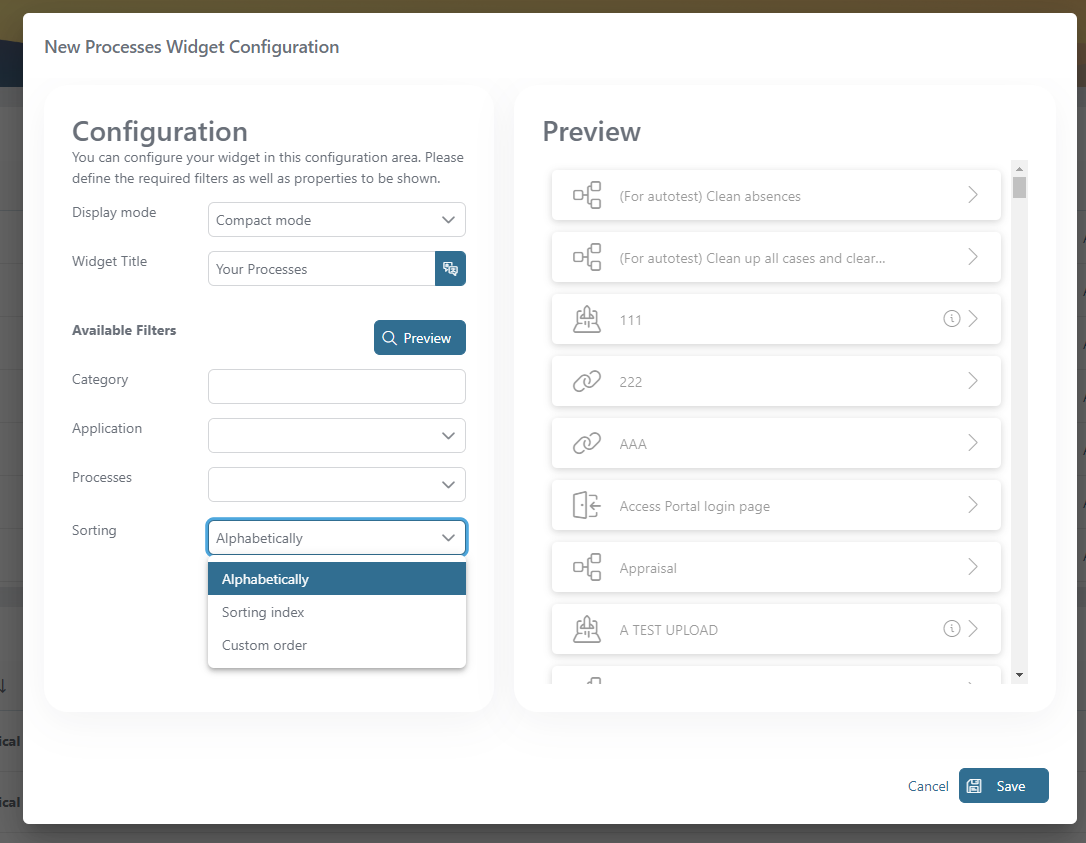 New Processes Widget Configuration
Configuration
You can configure your widget in this configuration area. Please
define the required filters as well as properties to be shown.
Display mode
Compact mode
Widget Title
Your Processes
Available Filters
Preview
Category
Application
Processes
Sorting
Alphabetically
Alphabetically
Sorting index
Custom order
Preview
(For autotest) Clean absences
(For autotest) Clean up all cases and clear...
111
222
AAA
Access Portal login page
Appraisal
A TEST UPLOAD
ical
ical
Cancel
Save